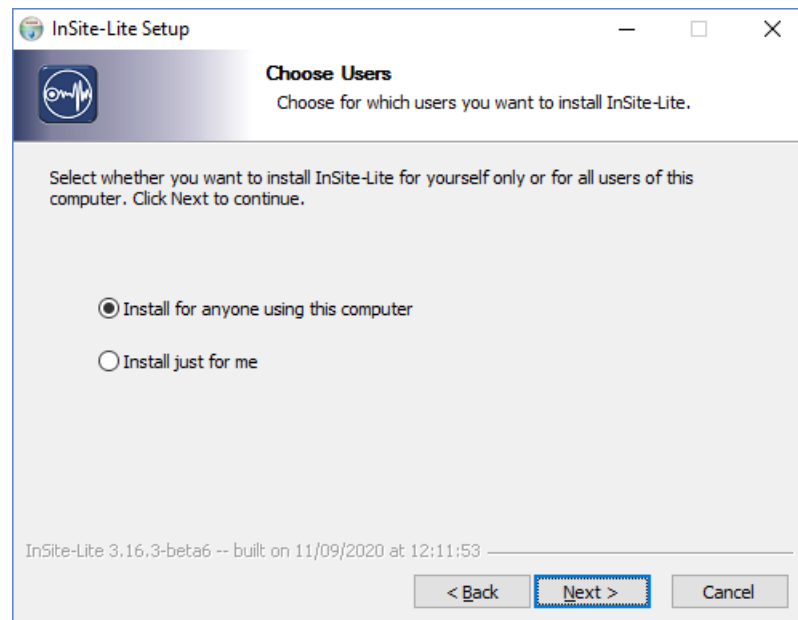 InSite-Lite Setup
Choose Users
Choose for which users you want to install InSite-Lite.
Select whether you want to install InSite-Lite for yourself only or for all users of this
computer. Click Next to continue.
Install for anyone using this computer
Install just for me
InSite-Lite 3.16.3-beta6 -- built on 11/09/2020 at 12:11:53
< Back
Next >
Cancel